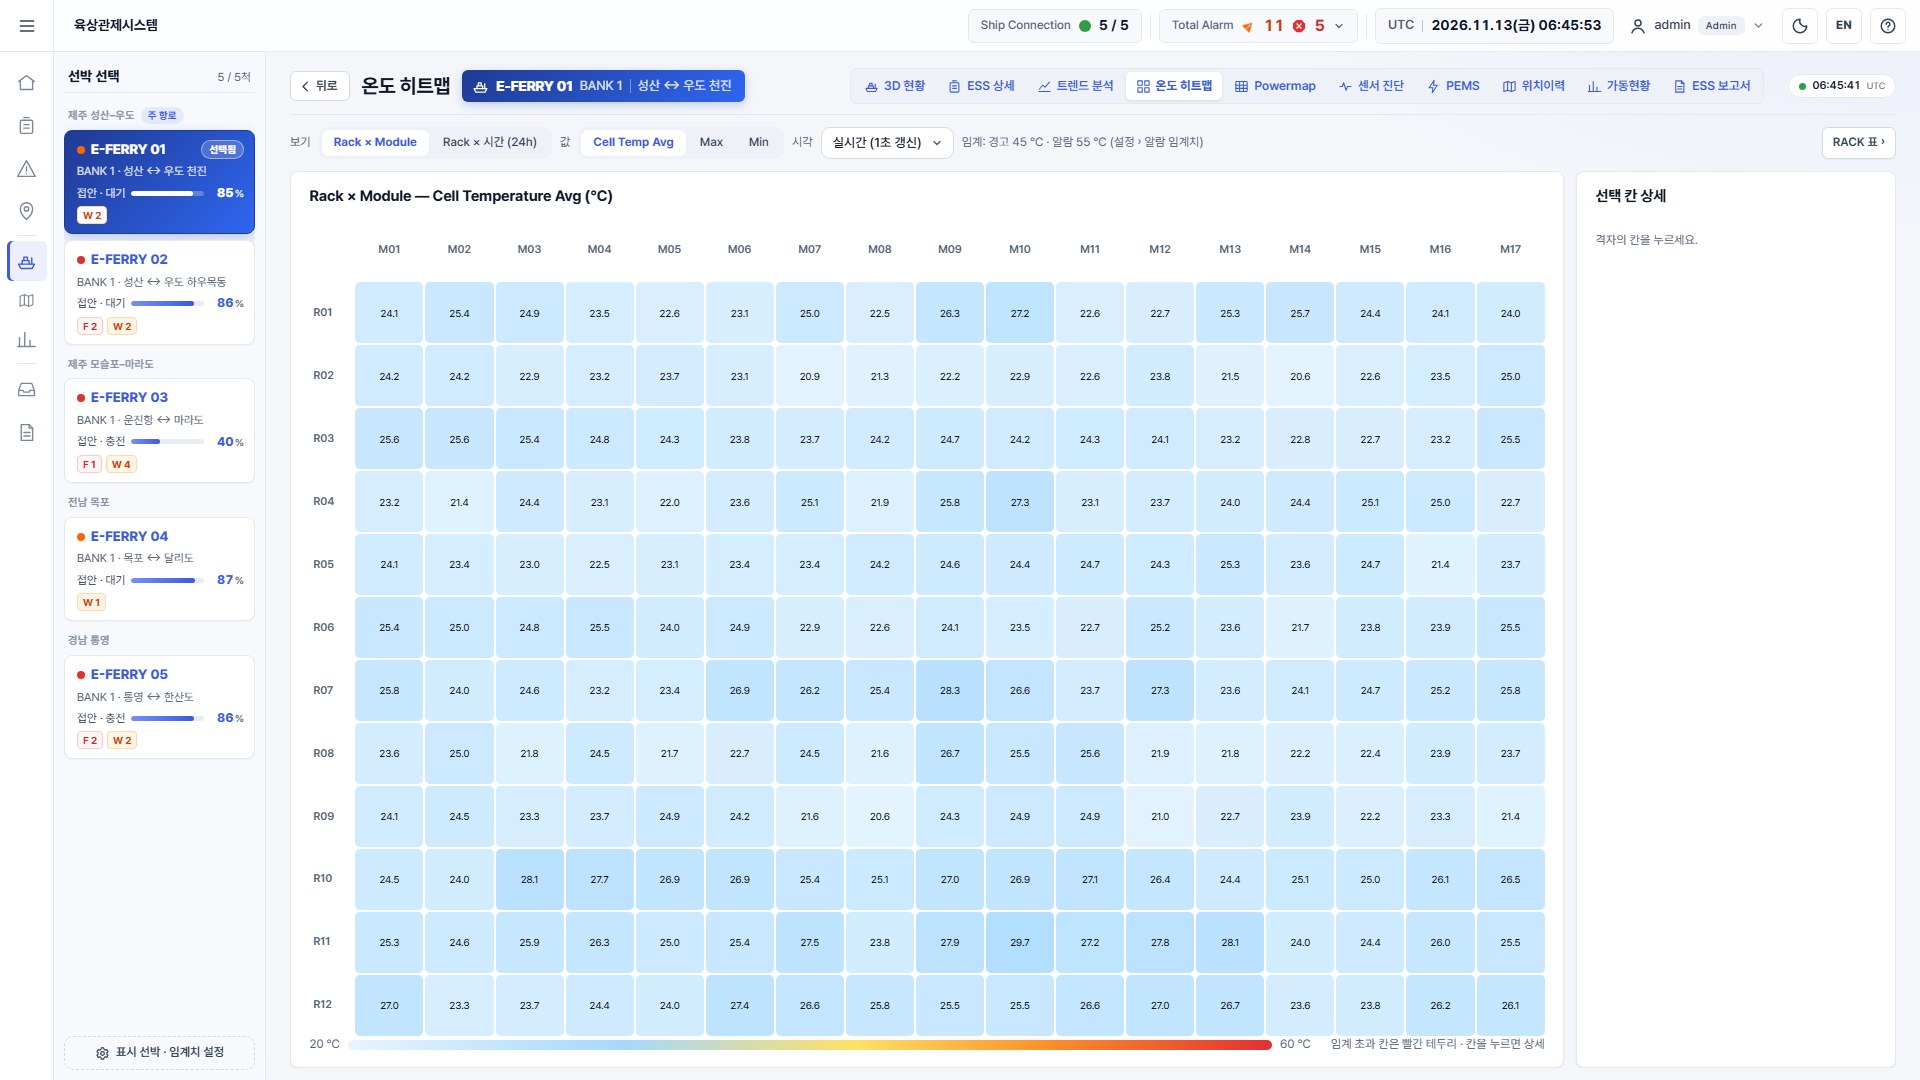 육상관제시스템
Ship Connection 5 / 5
Total Alarm 11 5
UTC 2026.11.13(금) 06:45:53
admin Admin
EN
선박 선택 5 / 5척
제주 성산–우도 주 항로
E-FERRY 01 선택됨
BANK 1 · 성산 ↔ 우도 천진
접안 · 대기 85%
W 2
E-FERRY 02
BANK 1 · 성산 ↔ 우도 하우목동
접안 · 대기 86%
F 2 W 2
제주 모슬포–마라도
E-FERRY 03
BANK 1 · 운진항 ↔ 마라도
접안 · 충전 40%
F 1 W 4
전남 목포
E-FERRY 04
BANK 1 · 목포 ↔ 달리도
접안 · 대기 87%
W 1
경남 통영
E-FERRY 05
BANK 1 · 통영 ↔ 한산도
접안 · 충전 86%
F 2 W 2
표시 선박 · 임계치 설정
뒤로 온도 히트맵 E-FERRY 01 BANK 1 성산 ↔ 우도 천진
3D 현황 ESS 상세 트렌드 분석 온도 히트맵 Powermap 센서 진단 PEMS 위치이력 가동현황 ESS 보고서
06:45:41 UTC
보기 Rack × Module Rack × 시간 (24h) 값 Cell Temp Avg Max Min 시각 실시간 (1초 갱신) 임계: 경고 45 °C · 알람 55 °C (설정 › 알람 임계치)
RACK 표 ›
Rack × Module — Cell Temperature Avg (°C)
M01 M02 M03 M04 M05 M06 M07 M08 M09 M10 M11 M12 M13 M14 M15 M16 M17
R01 24.1 25.4 24.9 23.5 22.6 23.1 25.0 22.5 26.3 27.2 22.6 22.7 25.3 25.7 24.4 24.1 24.0
R02 24.2 24.2 22.9 23.2 23.7 23.1 20.9 21.3 22.2 22.9 22.6 23.8 21.5 20.6 22.6 23.5 25.0
R03 25.6 25.6 25.4 24.8 24.3 23.8 23.7 24.2 24.7 24.2 24.3 24.1 23.2 22.8 22.7 23.2 25.5
R04 23.2 21.4 24.4 23.1 22.0 23.6 25.1 21.9 25.8 27.3 23.1 23.7 24.0 24.4 25.1 25.0 22.7
R05 24.1 23.4 23.0 22.5 23.1 23.4 23.4 24.2 24.6 24.4 24.7 24.3 25.3 23.6 24.7 21.4 23.7
R06 25.4 25.0 24.8 25.5 24.0 24.9 22.9 22.6 24.1 23.5 22.7 25.2 23.6 21.7 23.8 23.9 25.5
R07 25.8 24.0 24.6 23.2 23.4 26.9 26.2 25.4 28.3 26.6 23.7 27.3 23.6 24.1 24.7 25.2 25.8
R08 23.6 25.0 21.8 24.5 21.7 22.7 24.5 21.6 26.7 25.5 25.6 21.9 21.8 22.2 22.4 23.9 23.7
R09 24.1 24.5 23.3 23.7 24.9 24.2 21.6 20.6 24.3 24.9 24.9 21.0 22.7 23.9 22.2 23.3 21.4
R10 24.5 24.0 28.1 27.7 26.9 26.9 25.4 25.1 27.0 26.9 27.1 26.4 24.4 25.1 25.0 26.1 26.5
R11 25.3 24.6 25.9 26.3 25.0 25.4 27.5 23.8 27.9 29.7 27.2 27.8 28.1 24.0 24.4 26.0 25.5
R12 27.0 23.3 23.7 24.4 24.0 27.4 26.6 25.8 25.5 25.5 26.6 27.0 26.7 23.6 23.8 26.2 26.1
20 °C 60 °C 임계 초과 칸은 빨간 테두리 · 칸을 누르면 상세
선택 칸 상세
격자의 칸을 누르세요.